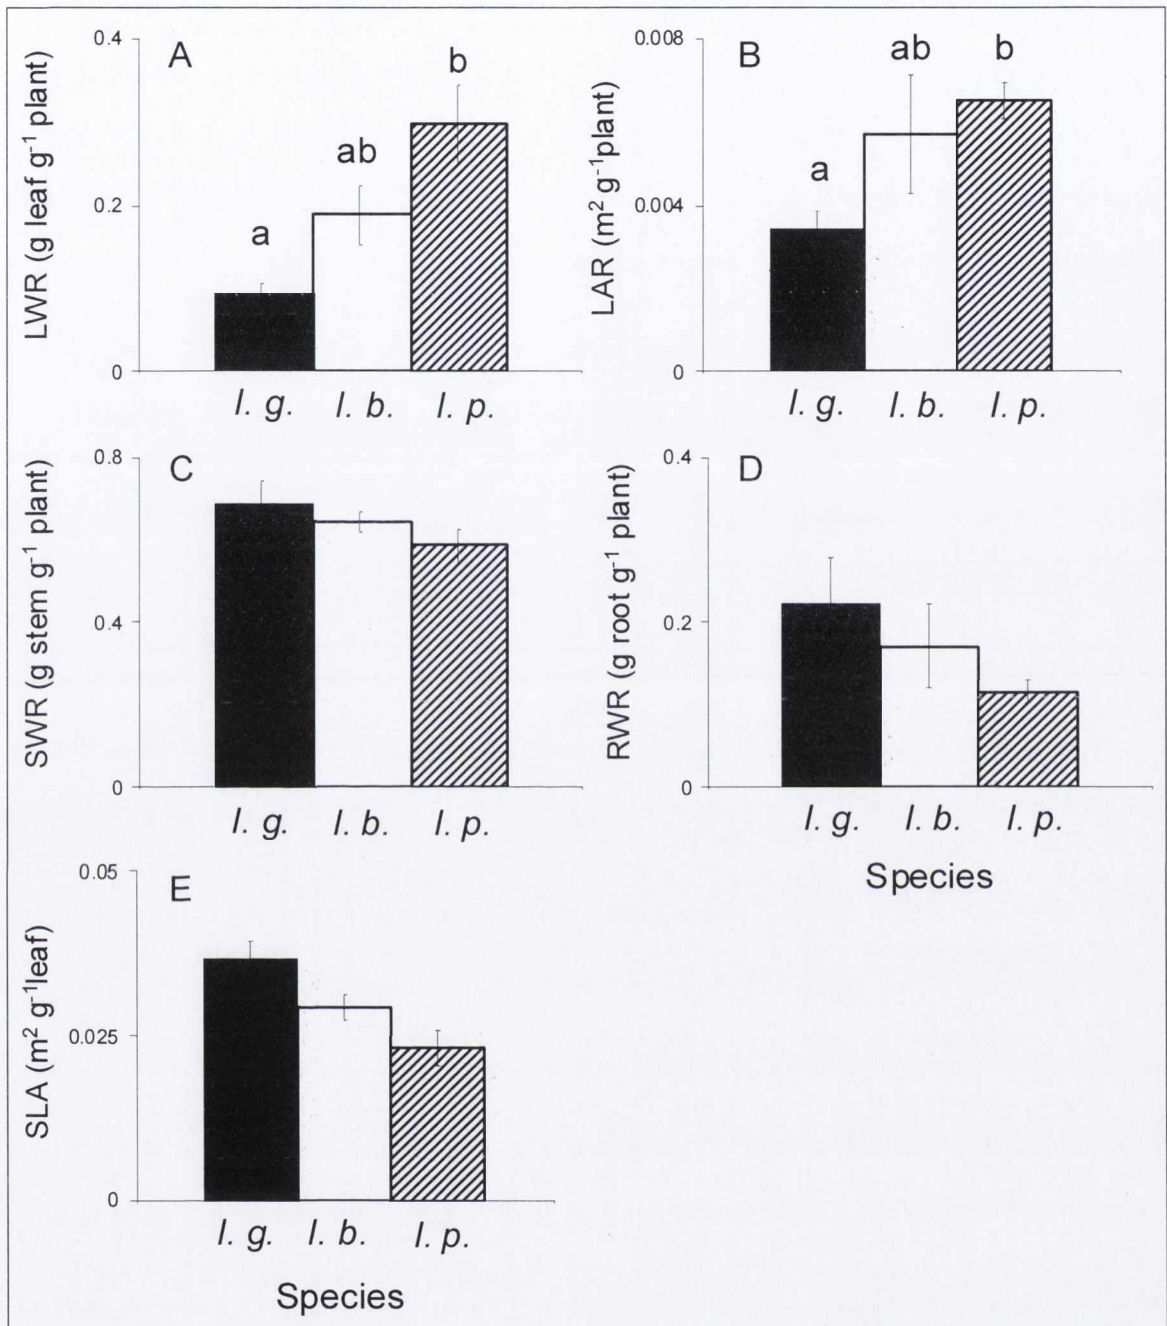 A
LWR (g leaf g⁻¹ plant)
0.4
0.2
0
a
ab
b
I. g.
I. b.
I. p.
B
LAR (m² g⁻¹plant)
0.008
0.004
0
a
ab
b
I. g.
I. b.
I. p.
C
SWR (g stem g⁻¹ plant)
0.8
0.4
0
I. g.
I. b.
I. p.
D
RWR (g root g⁻¹ plant)
0.4
0.2
0
I. g.
I. b.
I. p.
Species
E
SLA (m² g⁻¹leaf)
0.05
0.025
0
I. g.
I. b.
I. p.
Species